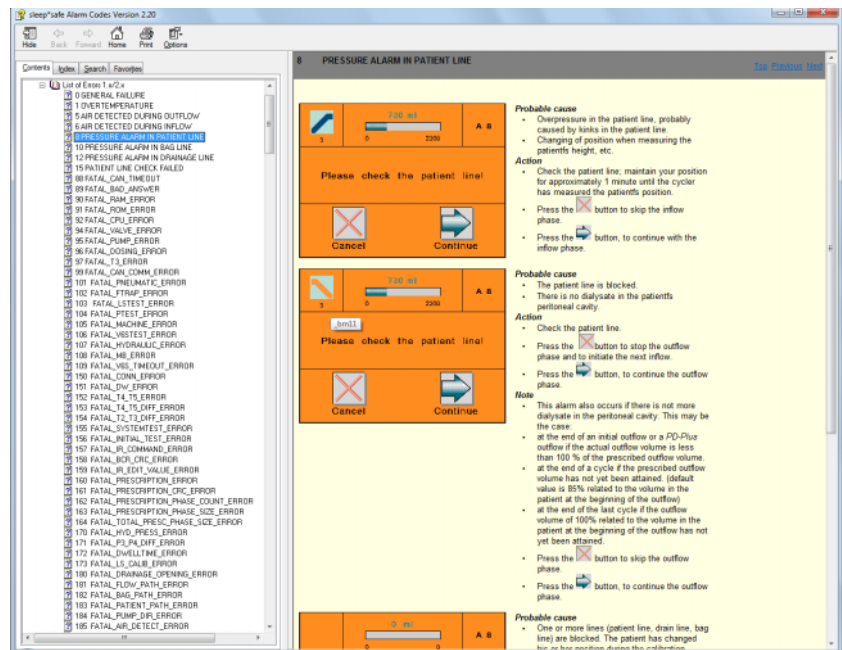 sleep*safe Alarm Codes Version 2.20
Hide Back Forward Home Print Options
Contents Index Search Favorites
List of Errors 1.x/2.x
0 GENERAL FAILURE
1 OVERTEMPERATURE
5 AIR DETECTED DURING OUTFLOW
6 AIR DETECTED DURING INFLOW
8 PRESSURE ALARM IN PATIENT LINE
10 PRESSURE ALARM IN BAG LINE
12 PRESSURE ALARM IN DRAINAGE LINE
15 PATIENT LINE CHECK FAILED
88 FATAL_CAN_TIMEOUT
89 FATAL_BAD_ANSWER
90 FATAL_RAM_ERROR
91 FATAL_ROM_ERROR
92 FATAL_CPU_ERROR
94 FATAL_VALVE_ERROR
95 FATAL_PUMP_ERROR
96 FATAL_DOSING_ERROR
97 FATAL_T3_ERROR
99 FATAL_CAN_COMM_ERROR
101 FATAL_PNEUMATIC_ERROR
102 FATAL_FTRAP_ERROR
103 FATAL_LSTEST_ERROR
104 FATAL_PTEST_ERROR
105 FATAL_MACHINE_ERROR
106 FATAL_V6STEST_ERROR
107 FATAL_HYDRAULIC_ERROR
108 FATAL_MB_ERROR
109 FATAL_V6S_TIMEOUT_ERROR
150 FATAL_CONN_ERROR
151 FATAL_DW_ERROR
152 FATAL_T4_T5_ERROR
153 FATAL_T4_T5_DIFF_ERROR
154 FATAL_T2_T3_DIFF_ERROR
155 FATAL_SYSTEMTEST_ERROR
156 FATAL_INITIAL_TEST_ERROR
157 FATAL_IR_COMMAND_ERROR
158 FATAL_BCR_CRC_ERROR
159 FATAL_IR_EDIT_VALUE_ERROR
160 FATAL_PRESCRIPTION_ERROR
161 FATAL_PRESCRIPTION_CRC_ERROR
162 FATAL_PRESCRIPTION_PHASE_COUNT_ERROR
163 FATAL_PRESCRIPTION_PHASE_SIZE_ERROR
164 FATAL_TOTAL_PRESC_PHASE_SIZE_ERROR
170 FATAL_HYD_PRESS_ERROR
171 FATAL_P3_P4_DIFF_ERROR
172 FATAL_DWELLTIME_ERROR
173 FATAL_LS_CALIB_ERROR
180 FATAL_DRAINAGE_OPENING_ERROR
181 FATAL_FLOW_PATH_ERROR
182 FATAL_BAG_PATH_ERROR
183 FATAL_PATIENT_PATH_ERROR
184 FATAL_PUMP_DIR_ERROR
185 FATAL_AIR_DETECT_ERROR
8 PRESSURE ALARM IN PATIENT LINE
Top Previous Next
730 ml
A 8
3 0 2200
Please check the patient line!
Cancel Continue
Probable cause
• Overpressure in the patient line, probably
caused by kinks in the patient line.
• Changing of position when measuring the
patientfs height, etc.
Action
• Check the patient line; maintain your position
for approximately 1 minute until the cycler
has measured the patientfs position.
• Press the button to skip the inflow
phase.
• Press the button, to continue with the
inflow phase.
730 ml
A 8
3 0 2200
_bm11
Please check the patient line!
Cancel Continue
Probable cause
• The patient line is blocked.
• There is no dialysate in the patientfs
peritoneal cavity.
Action
• Check the patient line.
• Press the button to stop the outflow
phase and to initiate the next inflow.
• Press the button, to continue the outflow
phase.
Note
• This alarm also occurs if there is not more
dialysate in the peritoneal cavity. This may be
the case:
• at the end of an initial outflow or a PD-Plus
outflow if the actual outflow volume is less
than 100 % of the prescribed outflow volume.
• at the end of a cycle if the prescribed outflow
volume has not yet been attained. (default
value is 85% related to the volume in the
patient at the beginning of the outflow)
• at the end of the last cycle if the outflow
volume of 100% related to the volume in the
patient at the beginning of the outflow has not
yet been attained.
• Press the button to skip the outflow
phase.
• Press the button, to continue the outflow
phase.
0 ml
A 8
0 0
Probable cause
• One or more lines (patient line, drain line, bag
line) are blocked. The patient has changed
his or her position during the calibration